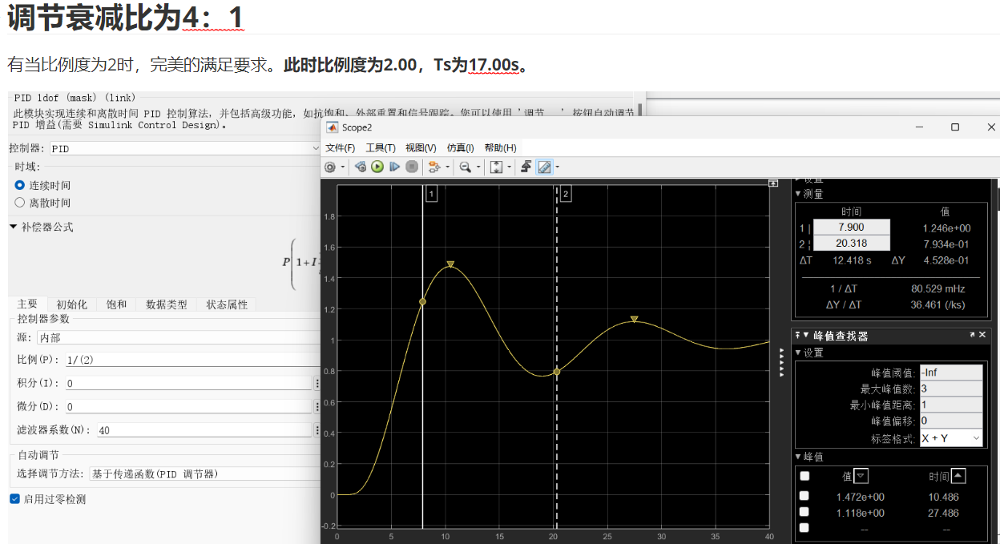 调节衰减比为4：1
有当比例度为2时，完美的满足要求。此时比例度为2.00，Ts为17.00s。
PID 1dof (mask) (link)
此模块实现连续和离散时间 PID 控制算法，并包括高级功能，如抗饱和、外部重置和信号跟踪。您可以使用 '调节...' 按钮自动调节
PID 增益(需要 Simulink Control Design)。
控制器: PID
时域:
连续时间
离散时间
补偿器公式
P(1+I
主要 初始化 饱和 数据类型 状态属性
控制器参数
源: 内部
比例(P): 1/(2)
积分(I): 0
微分(D): 0
滤波器系数(N): 40
自动调节
选择调节方法: 基于传递函数(PID 调节器)
启用过零检测
Scope2
文件(F) 工具(T) 视图(V) 仿真(I) 帮助(H)
1 2
1.8
1.6
1.4
1.2
1
0.8
0.6
0.4
0.2
0
-0.2
0 5 10 15 20 25 30 35 40
设置
测量
时间 值
1 | 7.900 1.246e+00
2 ¦ 20.318 7.934e-01
ΔT 12.418 s ΔY 4.528e-01
1 / ΔT 80.529 mHz
ΔY / ΔT 36.461 (/ks)
峰值查找器
设置
峰值阈值: -Inf
最大峰值数: 3
最小峰值距离: 1
峰值偏移: 0
标签格式: X + Y
峰值
值 时间
1.472e+00 10.486
1.118e+00 27.486
-- --